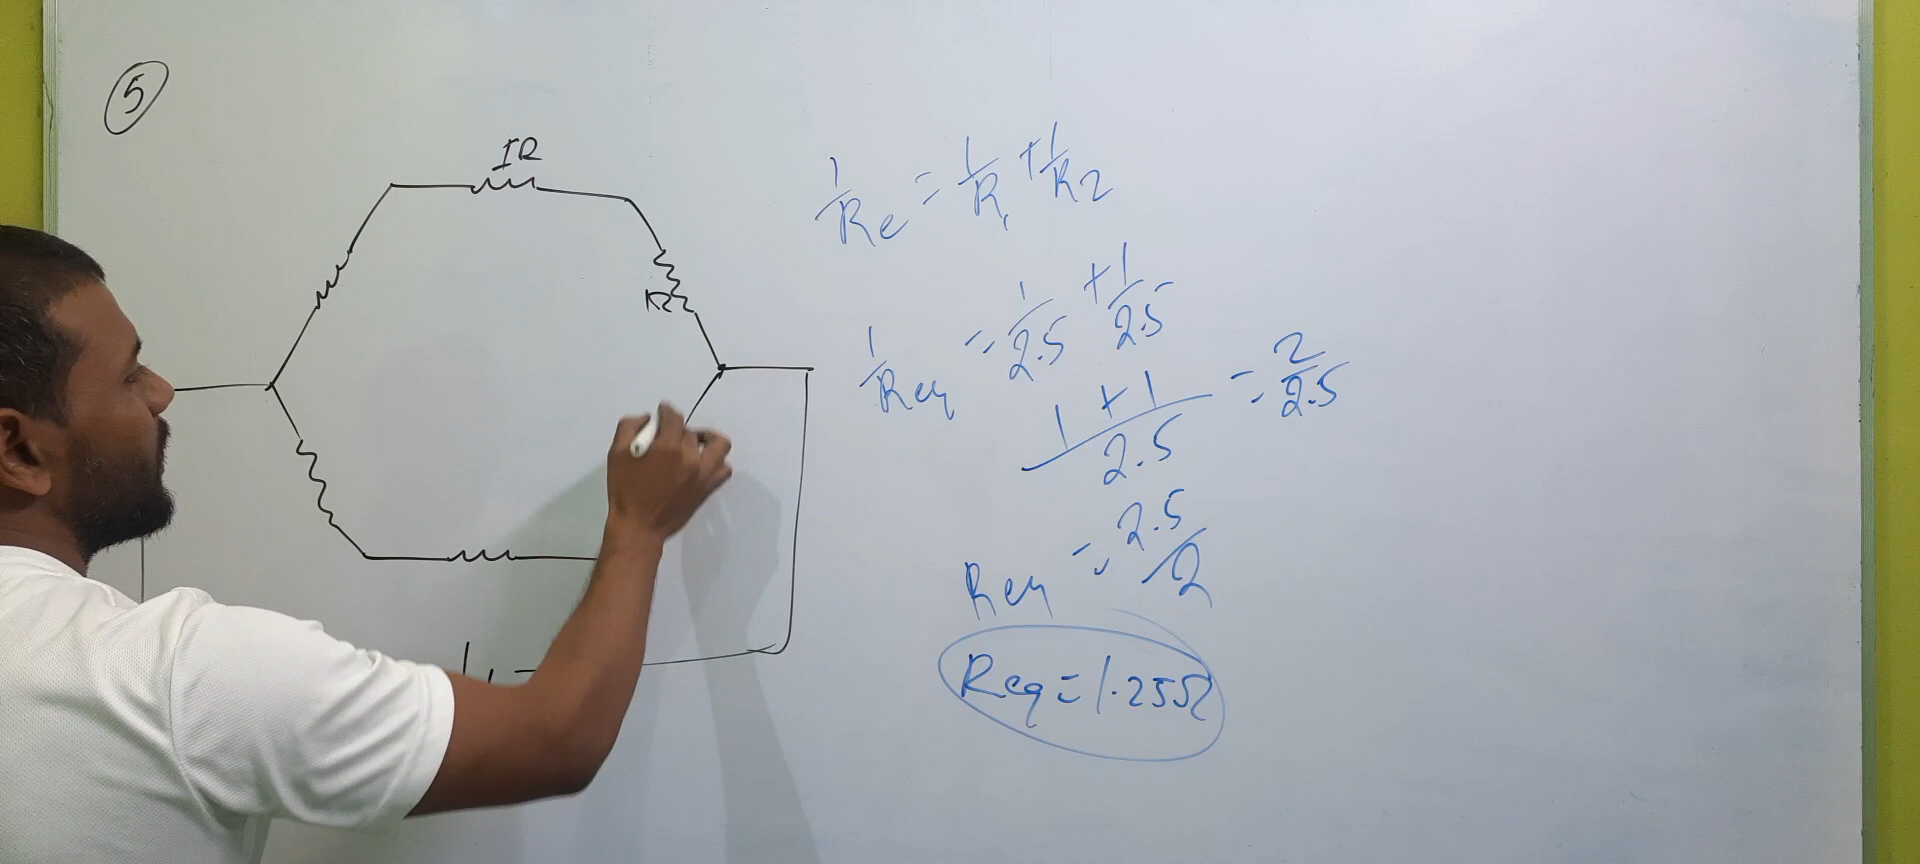 5
1Ω
1Ω
1/Re = 1/R1 + 1/R2
1/Req = 1/2.5 + 1/2.5
1+1/2.5 = 2/2.5
Req = 2.5/2
Req = 1.25Ω